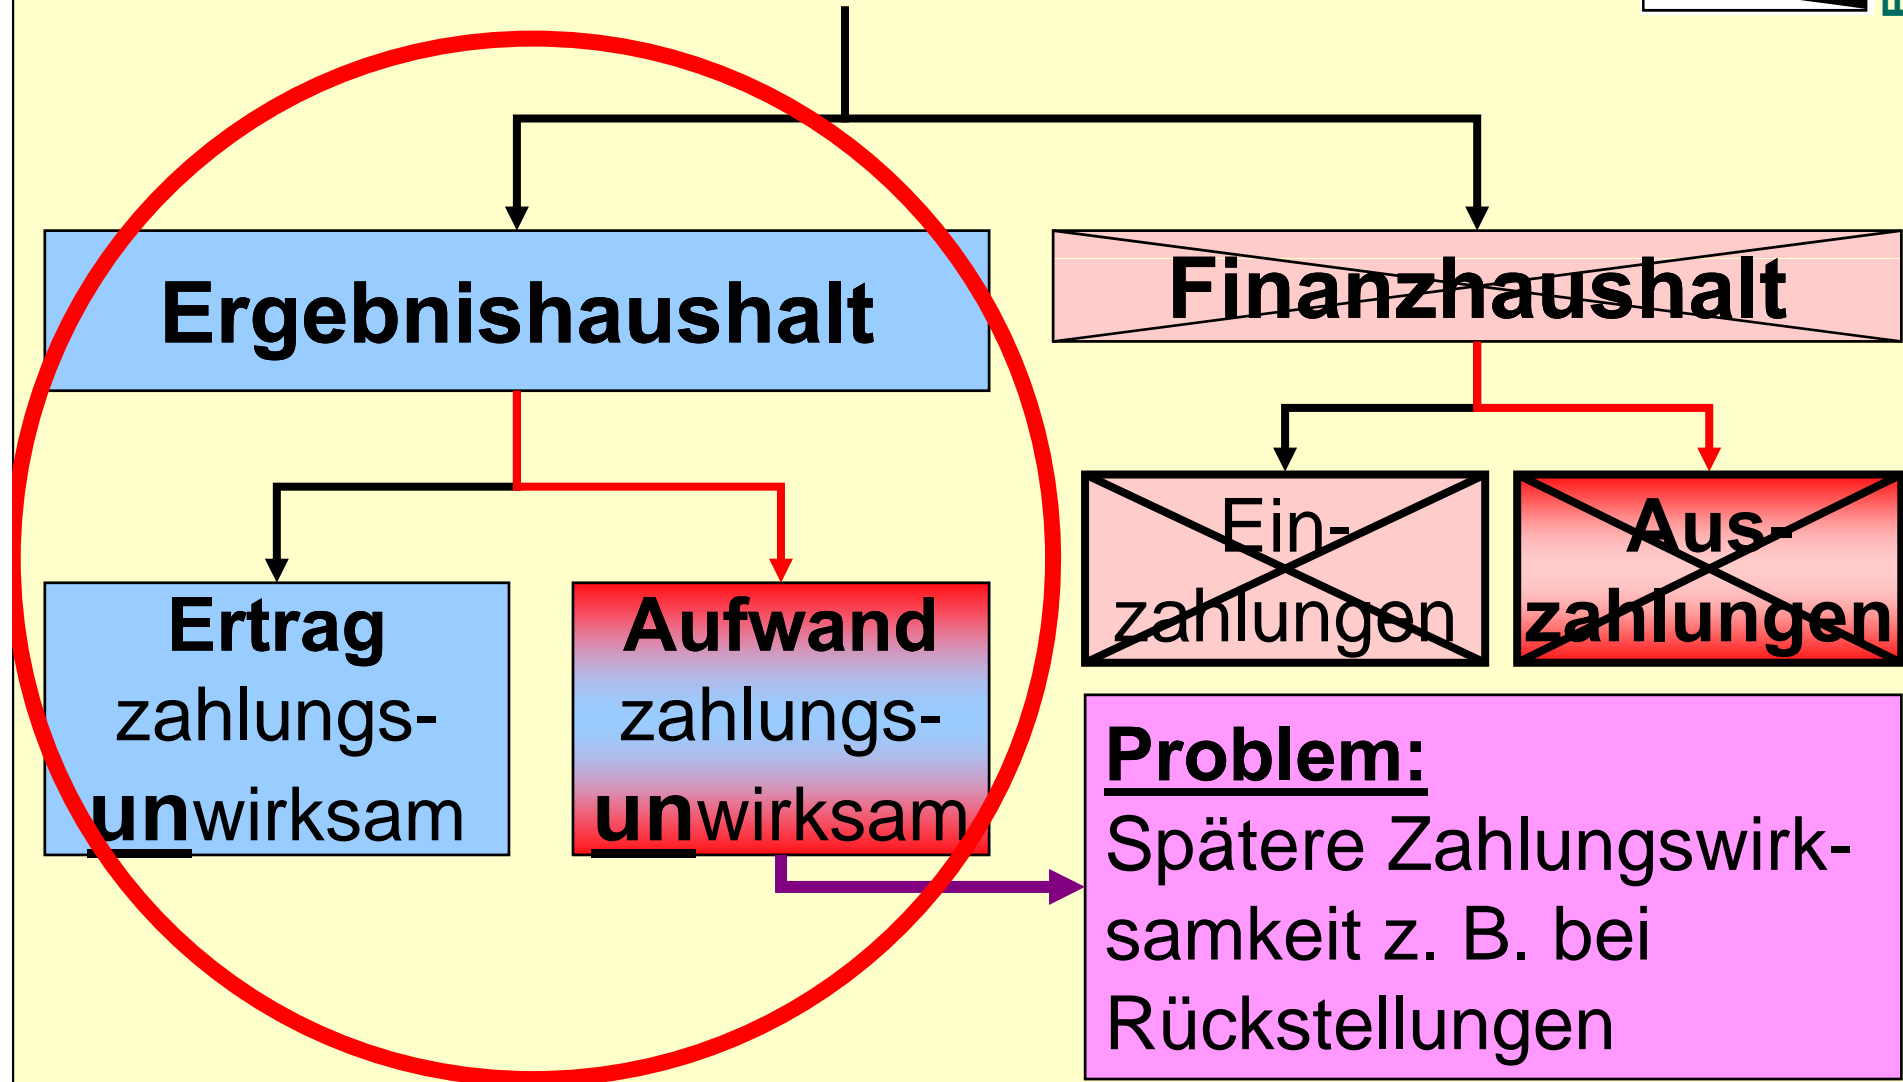 Ergebnishaushalt
Finanzhaushalt
Ein-
zahlungen
Aus-
zahlungen
Ertrag
zahlungs-
unwirksam
Aufwand
zahlungs-
unwirksam
Problem:
Spätere Zahlungswirk-
samkeit z. B. bei
Rückstellungen